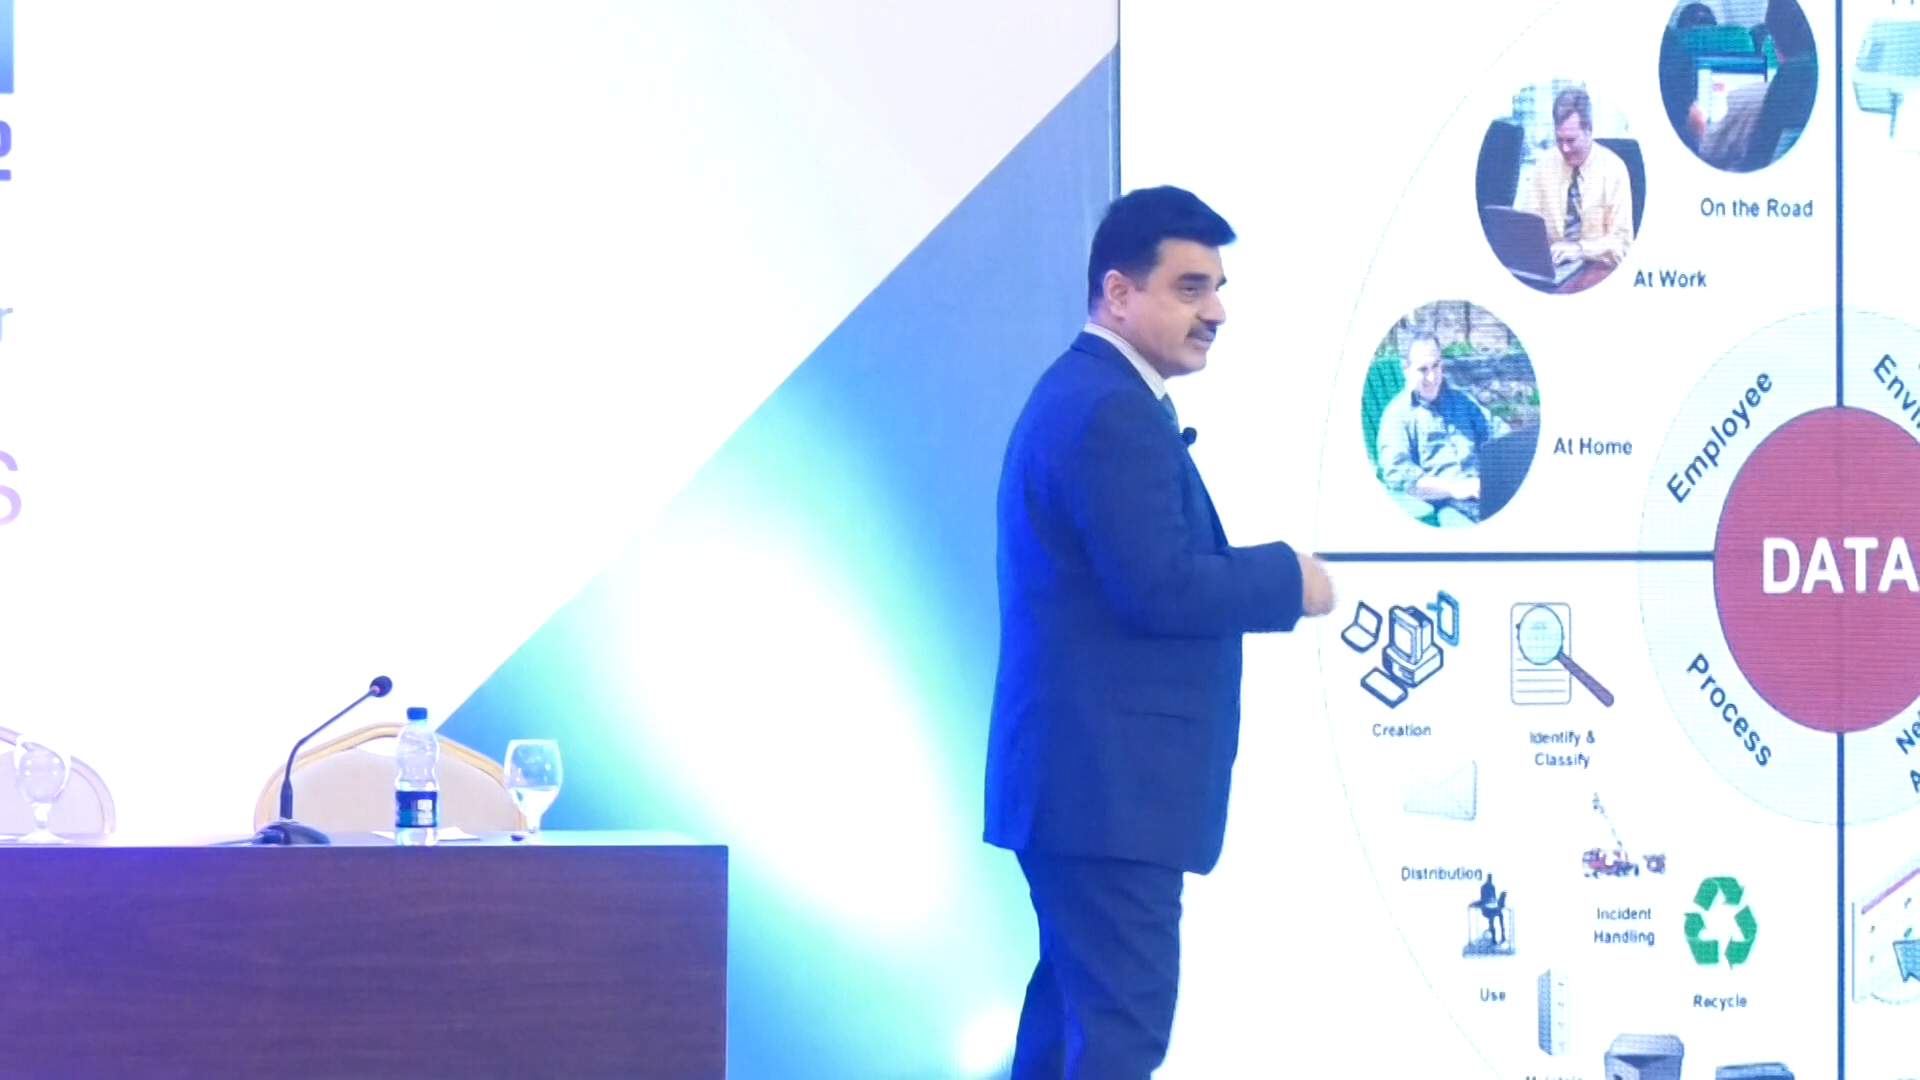 r
S
On the Road
At Work
At Home
Employee
DATA
Process
Creation
Identify &
Classify
Distribution
Incident
Handling
Use
Recycle